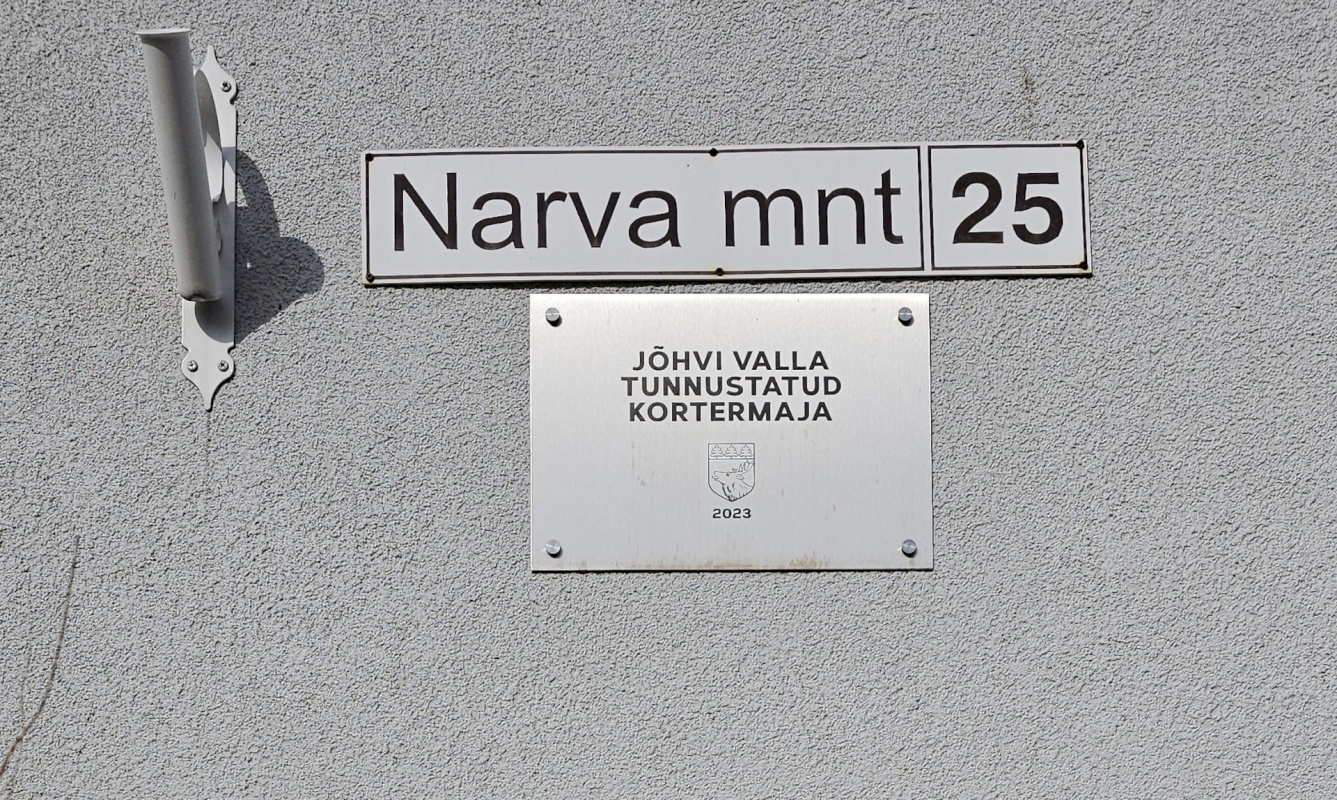 Narva mnt 25
JÕHVI VALLA
TUNNUSTATUD
KORTERMAJA
2023